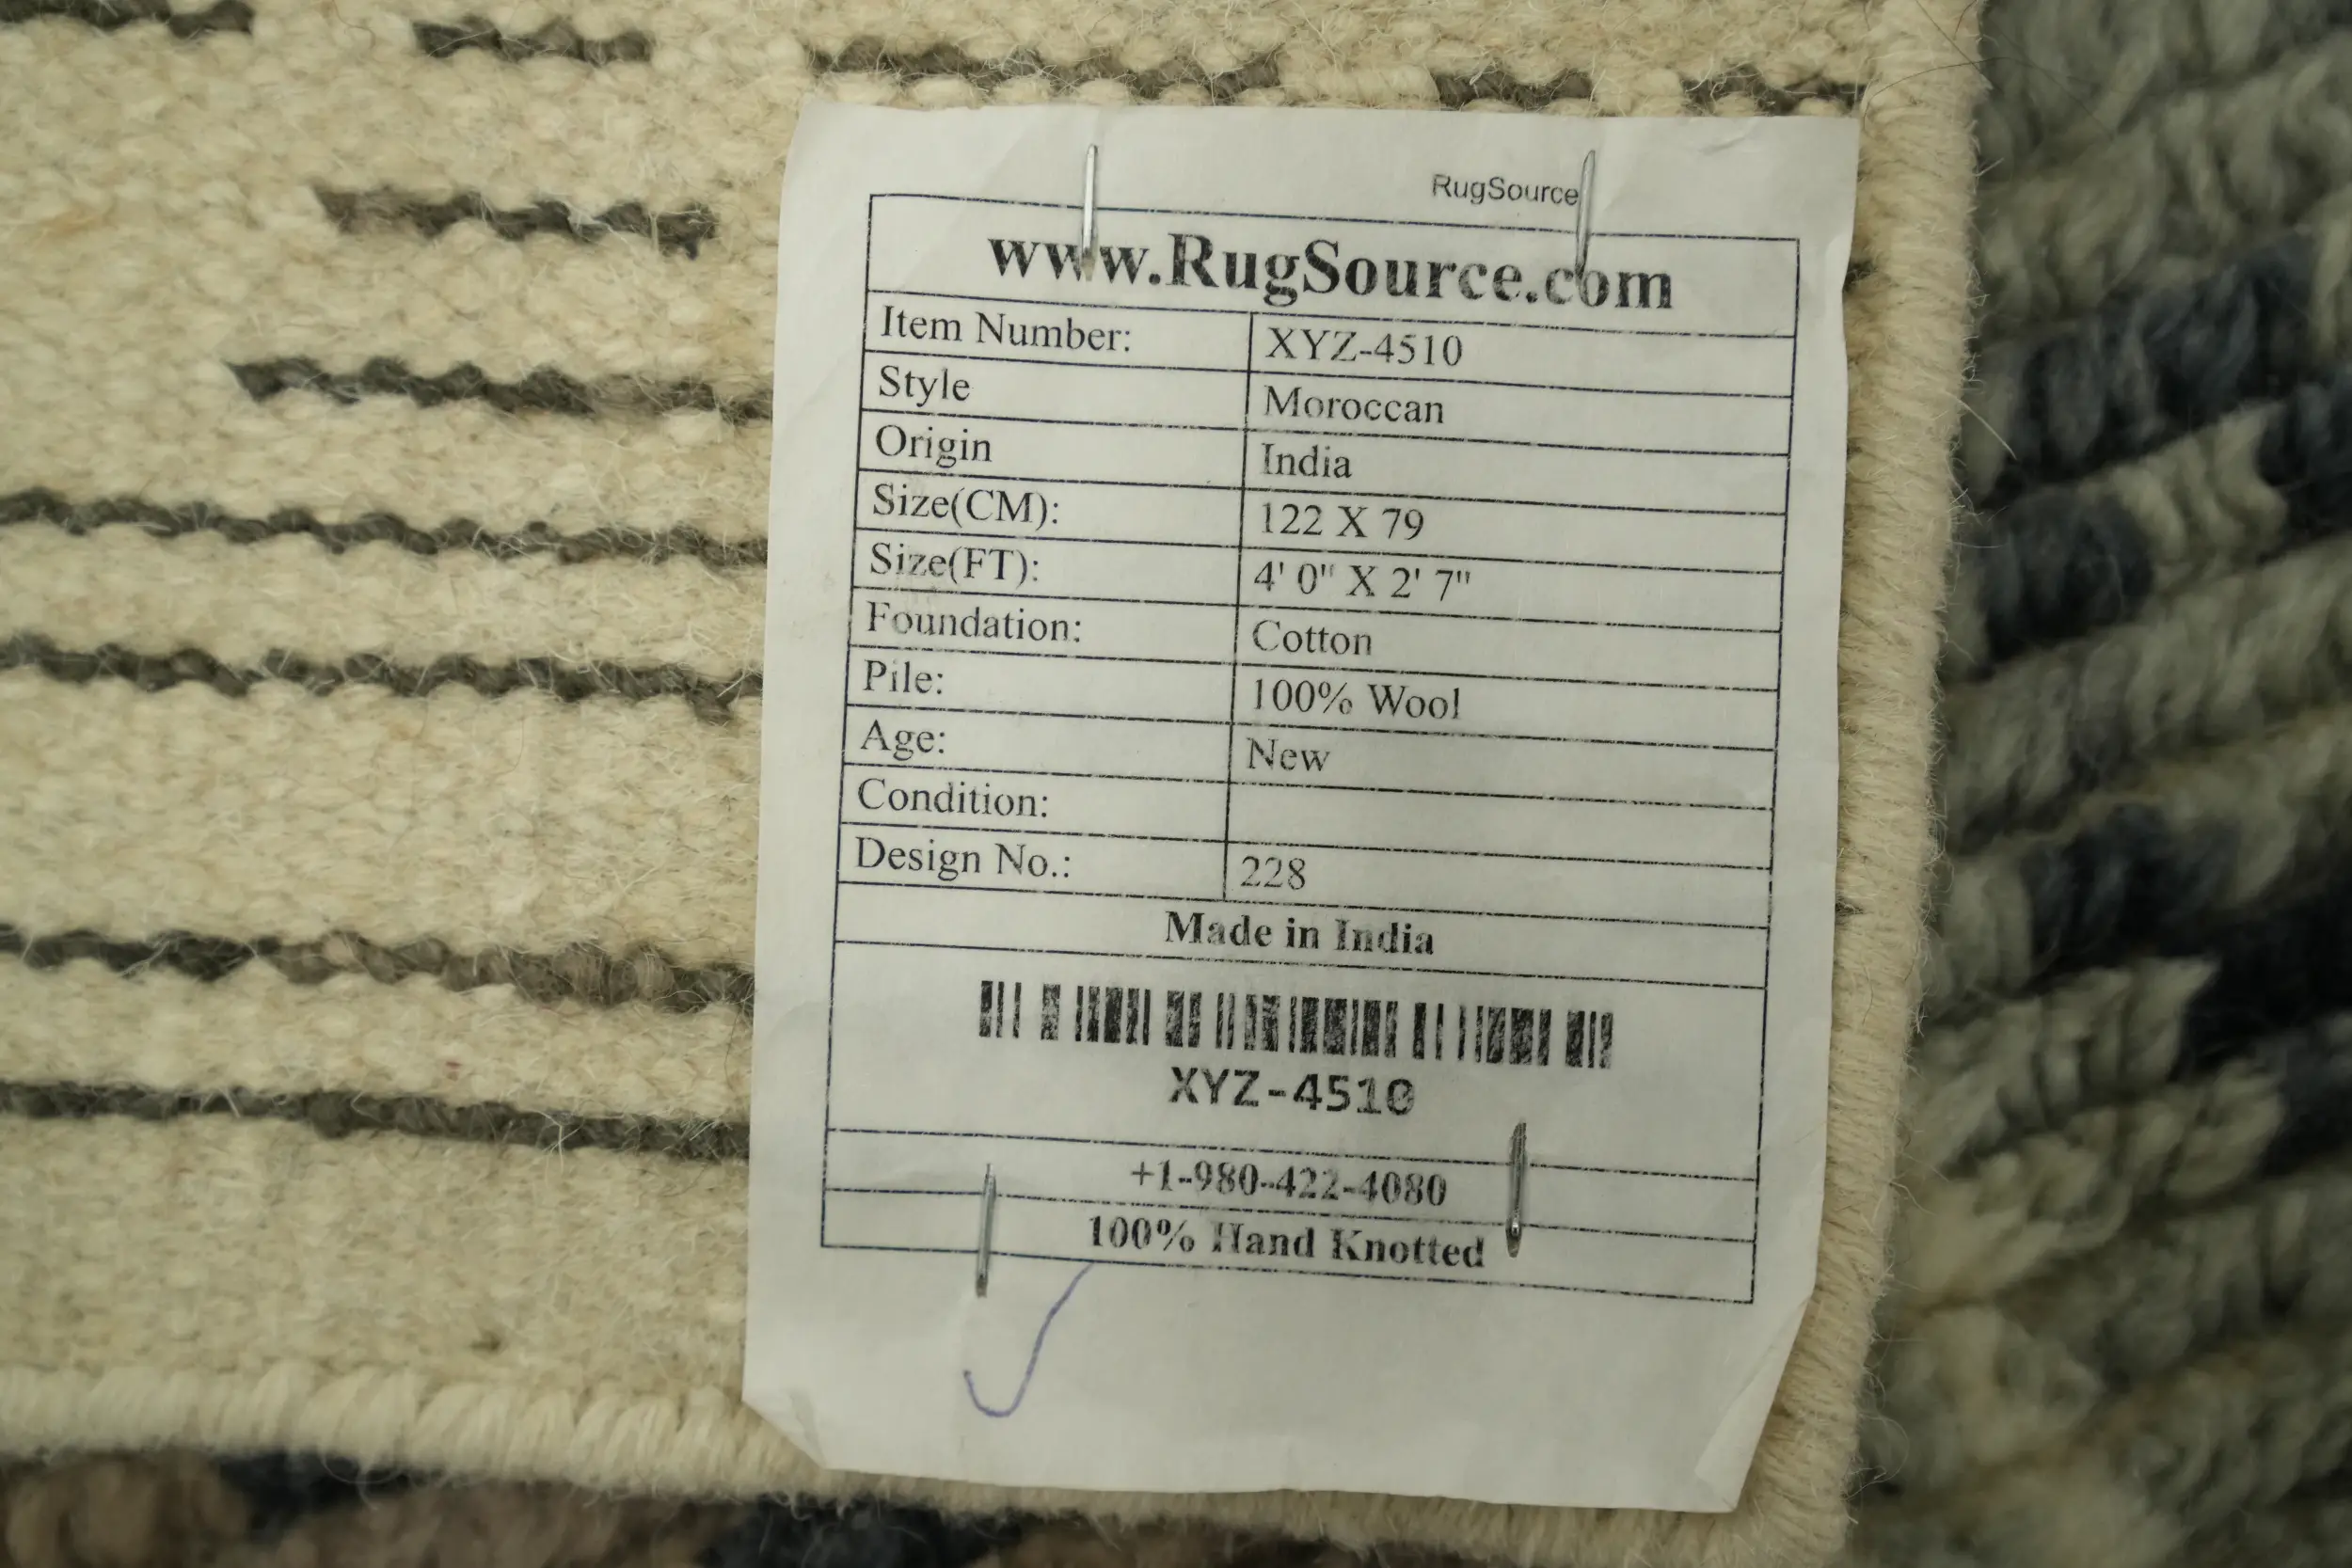 RugSource
www.RugSource.com
Item Number: XYZ-4510
Style Moroccan
Origin India
Size(CM): 122 X 79
Size(FT): 4' 0" X 2' 7"
Foundation: Cotton
Pile: 100% Wool
Age: New
Condition:
Design No.: 228
Made in India
XYZ-4510
+1-980-422-4080
100% Hand Knotted